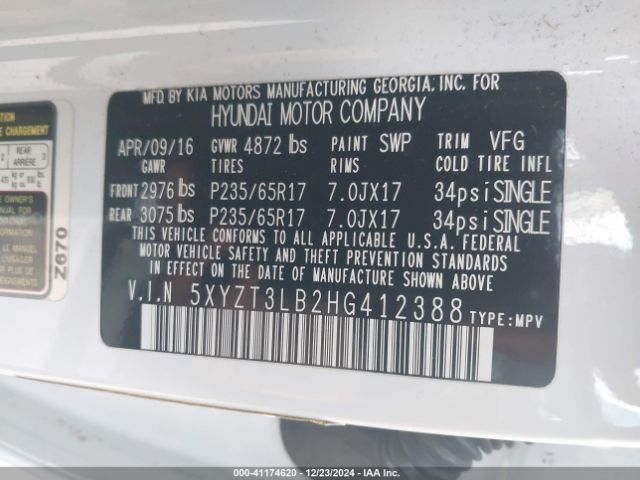 MFD. BY KIA MOTORS MANUFACTURING GEORGIA, INC. FOR
HYUNDAI MOTOR COMPANY
APR/09/16 GVWR 4872 lbs PAINT SWP TRIM VFG
GAWR TIRES RIMS COLD TIRE INFL
FRONT 2976 lbs P235/65R17 7.0JX17 34psi SINGLE
REAR 3075 lbs P235/65R17 7.0JX17 34psi SINGLE
THIS VEHICLE CONFORMS TO ALL APPLICABLE U.S.A. FEDERAL
MOTOR VEHICLE SAFETY AND THEFT PREVENTION STANDARDS
IN EFFECT ON THE DATE OF MANUFACTURE SHOWN ABOVE.
V.I.N 5XYZT3LB2HG412388 TYPE:MPV
2 REAR ARRIERE 3
Z670
000-41174620 - 12/23/2024 - IAA Inc.